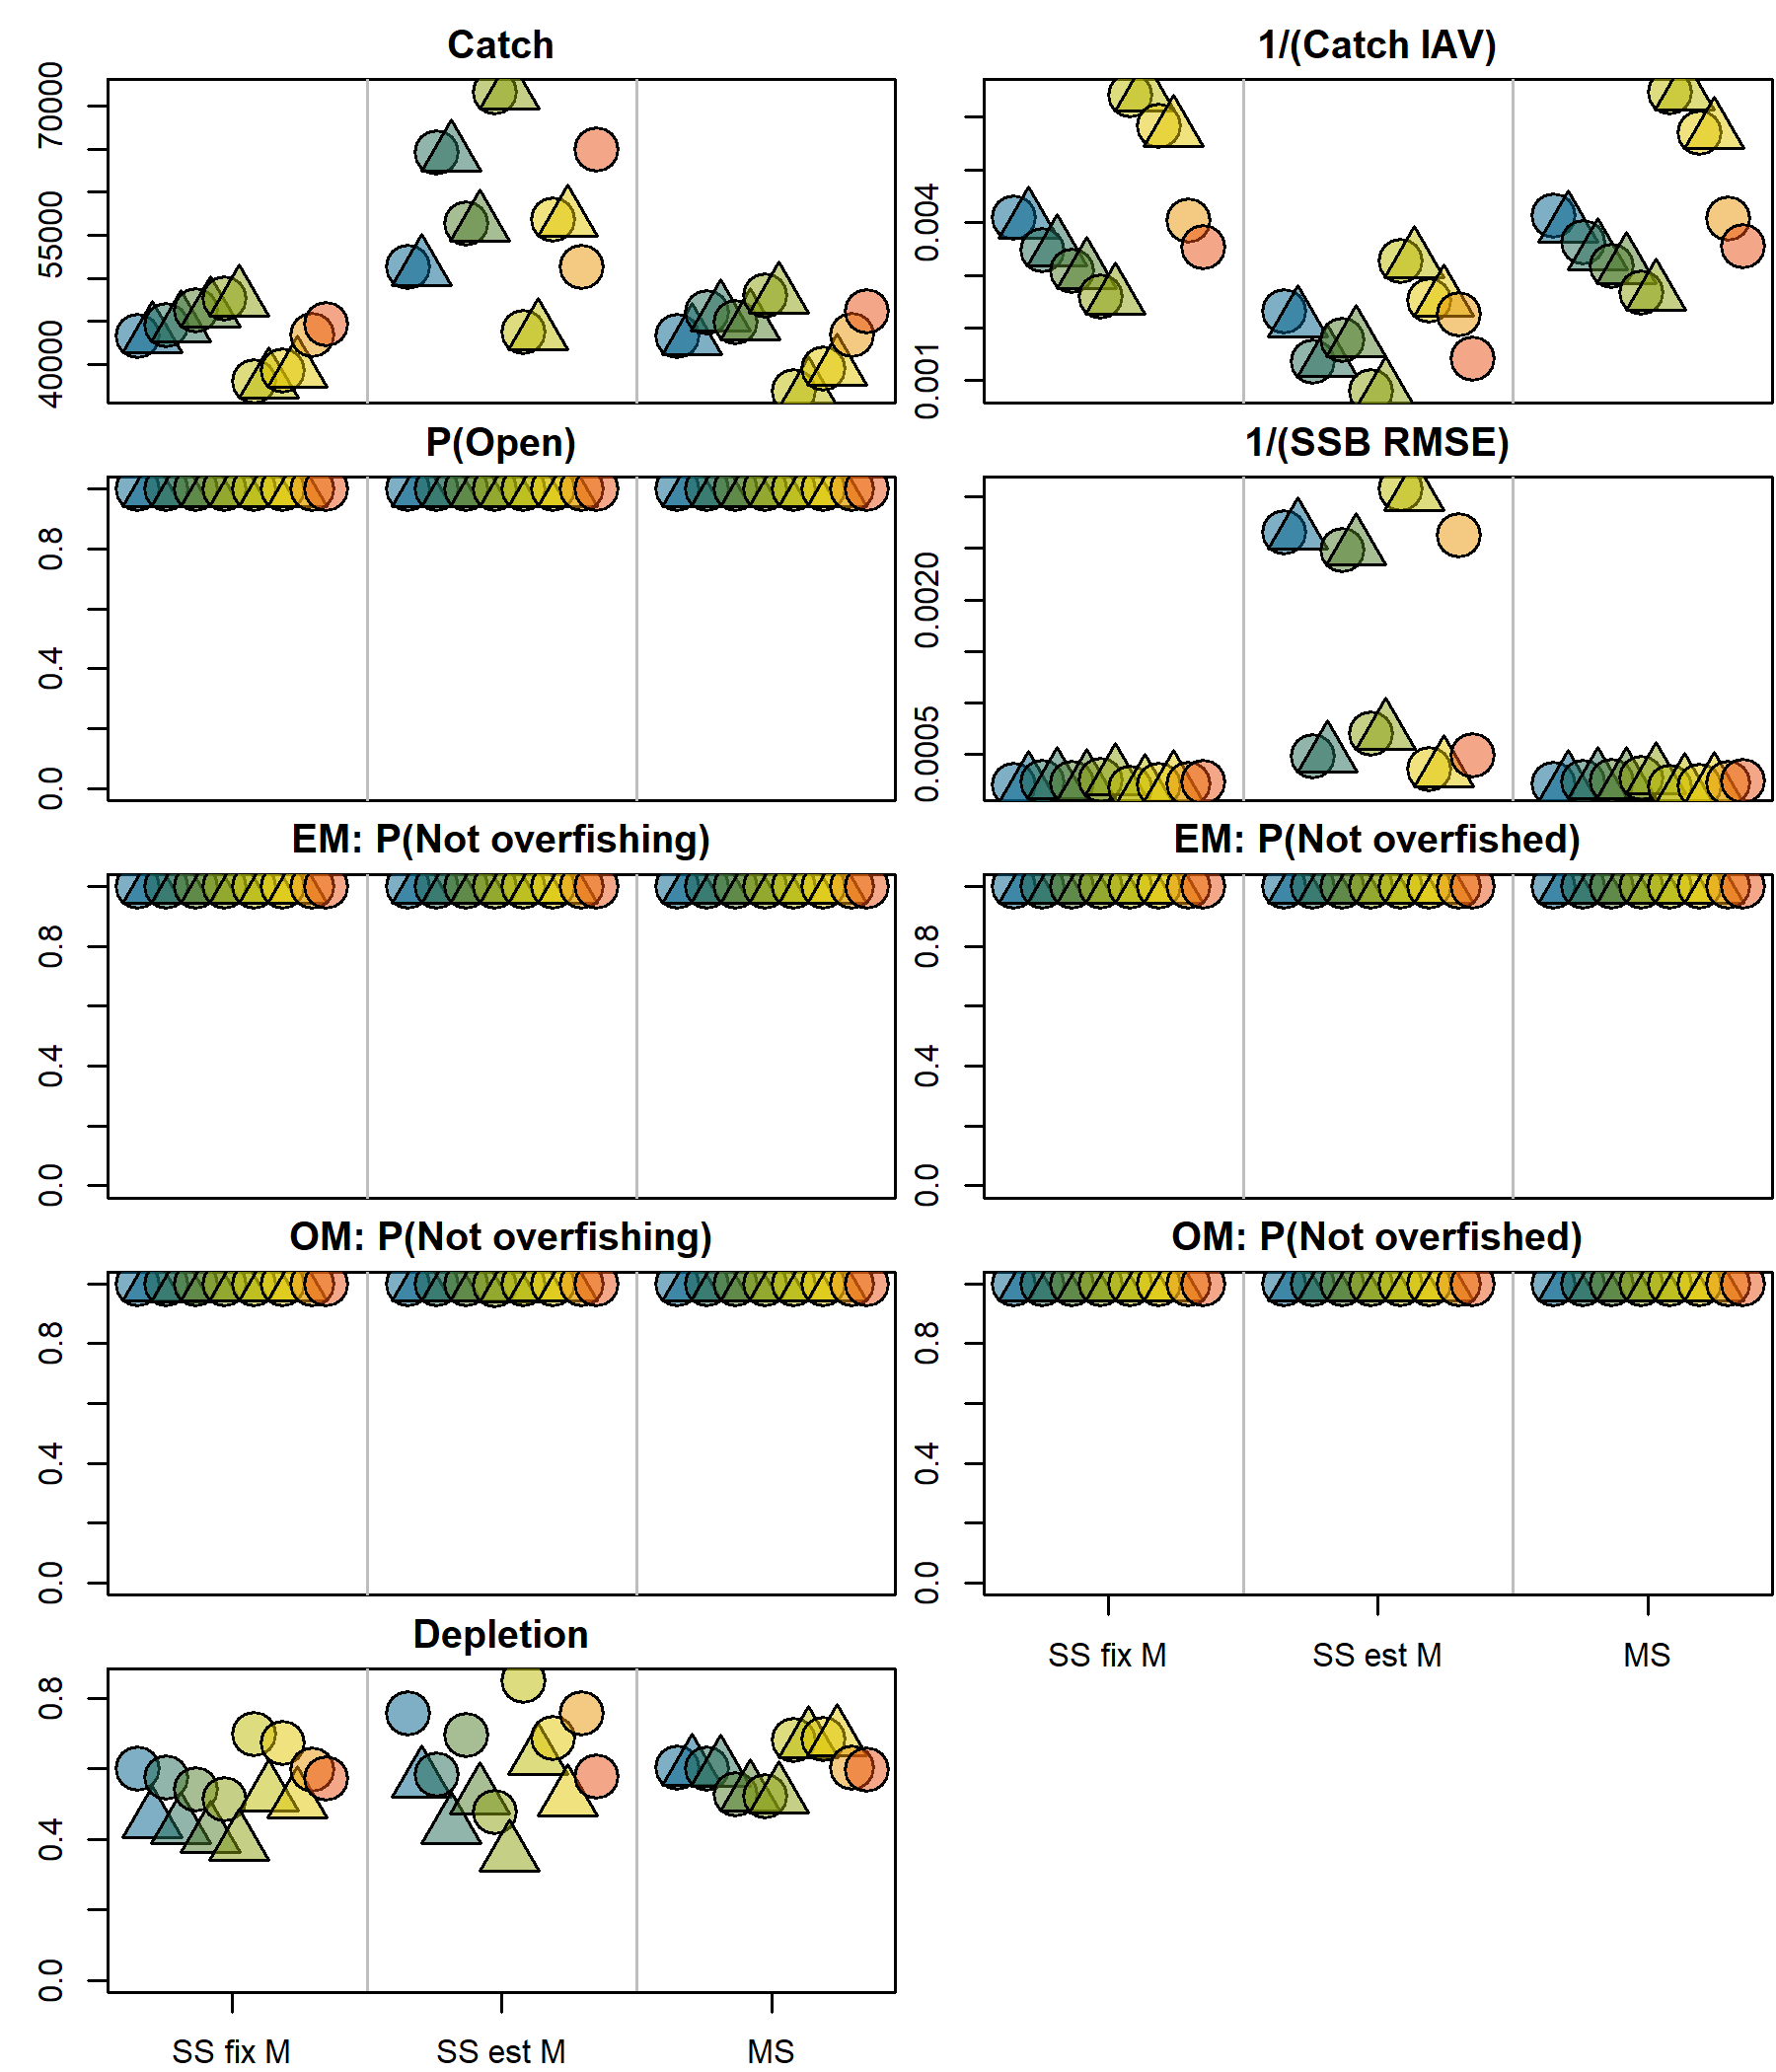 Catch
1/(Catch IAV)
70000
55000
40000
0.004
0.001
P(Open)
1/(SSB RMSE)
0.8
0.4
0.0
0.0020
0.0005
EM: P(Not overfishing)
EM: P(Not overfished)
0.8
0.4
0.0
0.8
0.4
0.0
OM: P(Not overfishing)
OM: P(Not overfished)
0.8
0.4
0.0
0.8
0.4
0.0
SS fix M
SS est M
MS
Depletion
0.8
0.4
0.0
SS fix M
SS est M
MS